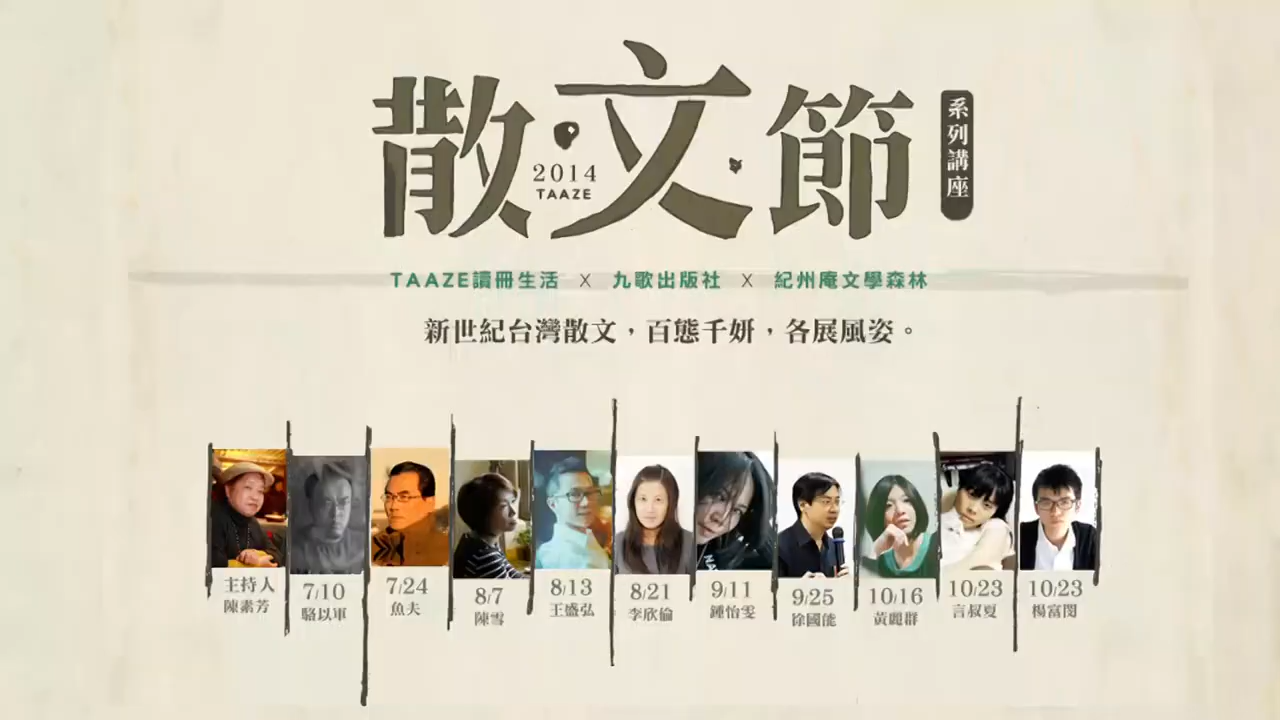 散文節
2014
TAAZE
系列講座
TAAZE讀冊生活 X 九歌出版社 X 紀州庵文學森林
新世紀台灣散文，百態千妍，各展風姿。
主持人
陳素芳
7/10
駱以軍
7/24
魚夫
8/7
陳雪
8/13
王盛弘
8/21
李欣倫
9/11
鍾怡雯
9/25
徐國能
10/16
黃麗群
10/23
言叔夏
10/23
楊富閔